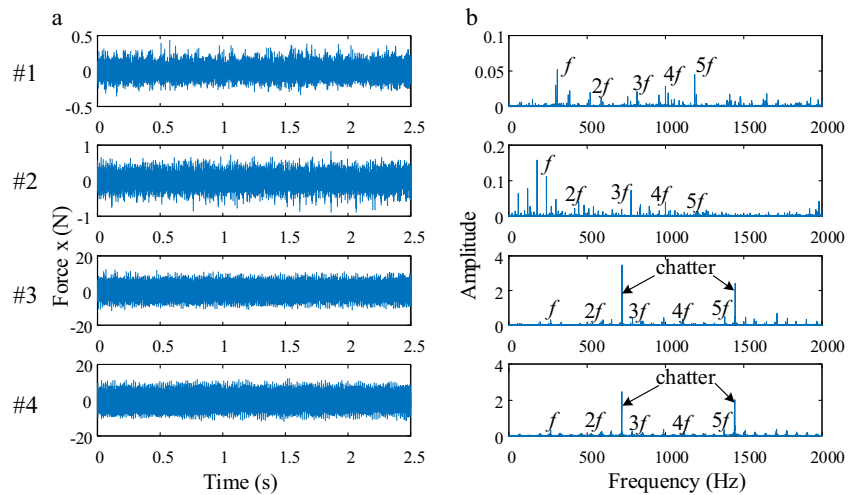 a
b
#1
0.5
0
-0.5
0 0.5 1 1.5 2 2.5
0.1
0.05
0
f 2f 3f 4f 5f
0 500 1000 1500 2000
#2
1
0
-1
0 0.5 1 1.5 2 2.5
0.2
0.1
0
f 2f 3f 4f 5f
0 500 1000 1500 2000
#3
20
0
-20
0 0.5 1 1.5 2 2.5
4
2
0
chatter
f 2f 3f 4f 5f
0 500 1000 1500 2000
#4
20
0
-20
0 0.5 1 1.5 2 2.5
4
2
0
chatter
f 2f 3f 4f 5f
0 500 1000 1500 2000
Force x (N)
Time (s)
Amplitude
Frequency (Hz)